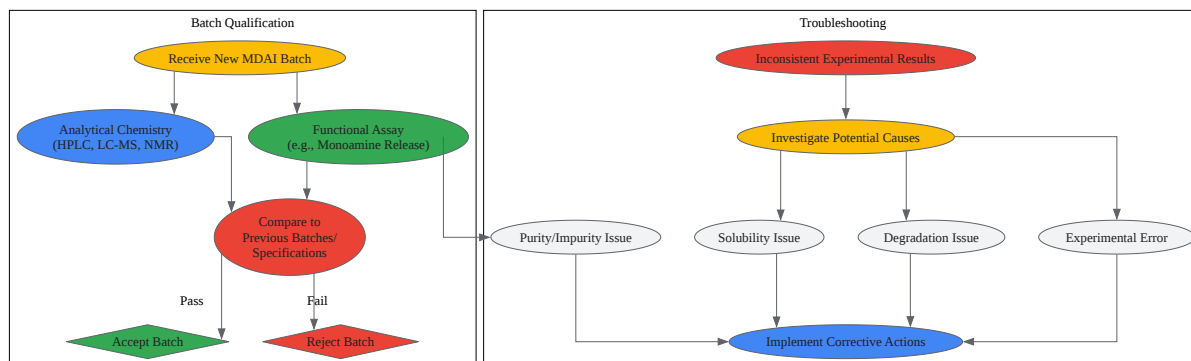 Batch Qualification
Receive New MDAI Batch
Analytical Chemistry
(HPLC, LC-MS, NMR)
Functional Assay
(e.g., Monoamine Release)
Compare to
Previous Batches/
Specifications
Pass
Fail
Accept Batch
Reject Batch
Troubleshooting
Inconsistent Experimental Results
Investigate Potential Causes
Purity/Impurity Issue
Solubility Issue
Degradation Issue
Experimental Error
Implement Corrective Actions